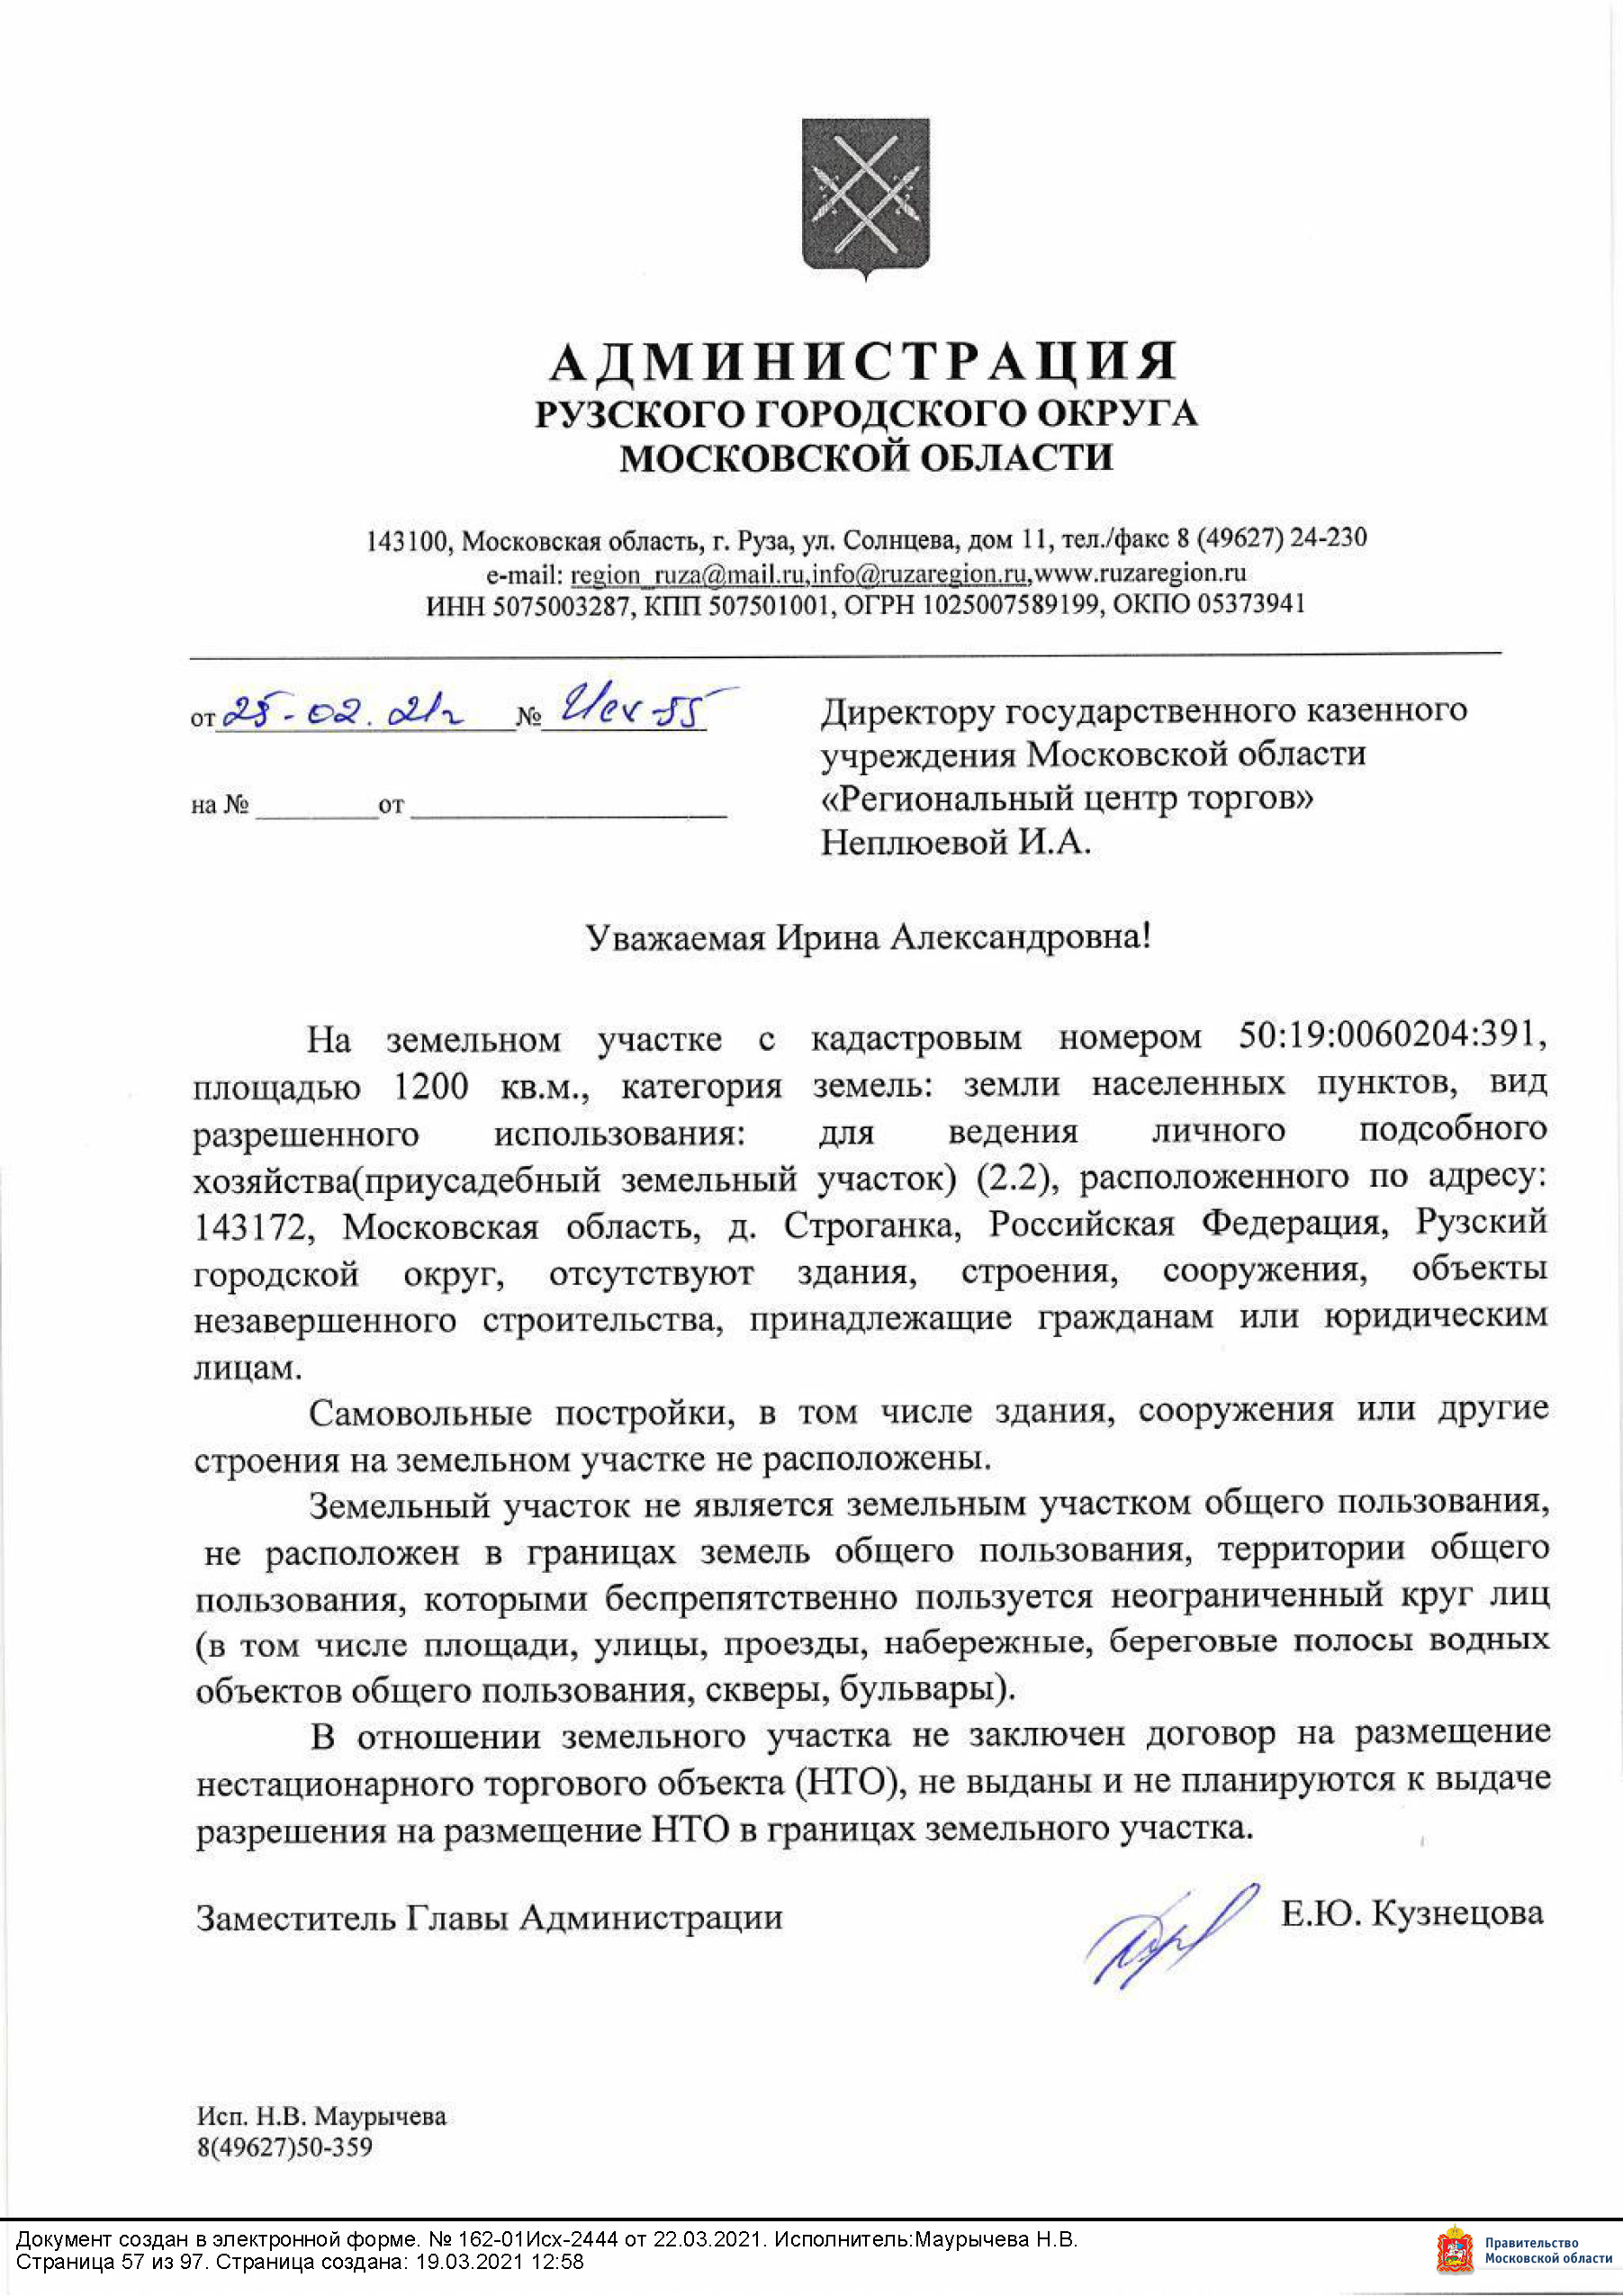 АДМИНИСТРАЦИЯ
РУЗСКОГО ГОРОДСКОГО ОКРУГА
МОСКОВСКОЙ ОБЛАСТИ
143100, Московская область, г. Руза, ул. Солнцева, дом 11, тел./факс 8 (49627) 24-230
e-mail: region_ruza@mail.ru,info@ruzaregion.ru,www.ruzaregion.ru
ИНН 5075003287, КПП 507501001, ОГРН 1025007589199, ОКПО 05373941
от 25-02.21г № Исх-55
на № от
Директору государственного казенного
учреждения Московской области
«Региональный центр торгов»
Неплюевой И.А.
Уважаемая Ирина Александровна!
На земельном участке с кадастровым номером 50:19:0060204:391,
площадью 1200 кв.м., категория земель: земли населенных пунктов, вид
разрешенного использования: для ведения личного подсобного
хозяйства(приусадебный земельный участок) (2.2), расположенного по адресу:
143172, Московская область, д. Строганка, Российская Федерация, Рузский
городской округ, отсутствуют здания, строения, сооружения, объекты
незавершенного строительства, принадлежащие гражданам или юридическим
лицам.
Самовольные постройки, в том числе здания, сооружения или другие
строения на земельном участке не расположены.
Земельный участок не является земельным участком общего пользования,
не расположен в границах земель общего пользования, территории общего
пользования, которыми беспрепятственно пользуется неограниченный круг лиц
(в том числе площади, улицы, проезды, набережные, береговые полосы водных
объектов общего пользования, скверы, бульвары).
В отношении земельного участка не заключен договор на размещение
нестационарного торгового объекта (НТО), не выданы и не планируются к выдаче
разрешения на размещение НТО в границах земельного участка.
Заместитель Главы Администрации Е.Ю. Кузнецова
Исп. Н.В. Маурычева
8(49627)50-359
Документ создан в электронной форме. № 162-01Исх-2444 от 22.03.2021. Исполнитель:Маурычева Н.В.
Страница 57 из 97. Страница создана: 19.03.2021 12:58
Правительство
Московской области